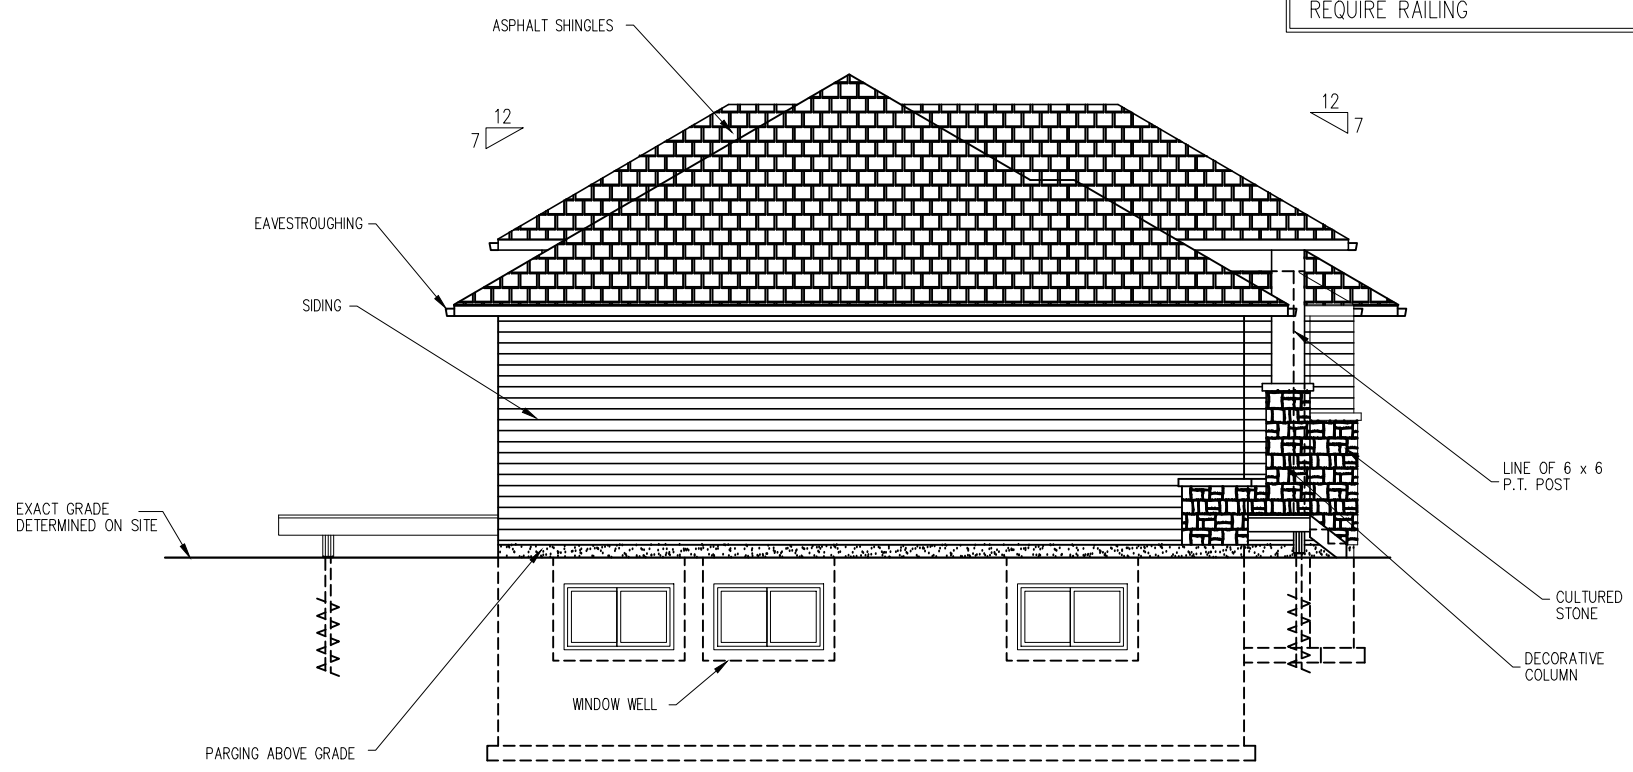 REQUIRE RAILING
ASPHALT SHINGLES
12
7
12
7
EAVESTROUGHING
SIDING
LINE OF 6 x 6
P.T. POST
EXACT GRADE
DETERMINED ON SITE
CULTURED
STONE
DECORATIVE
COLUMN
WINDOW WELL
PARGING ABOVE GRADE